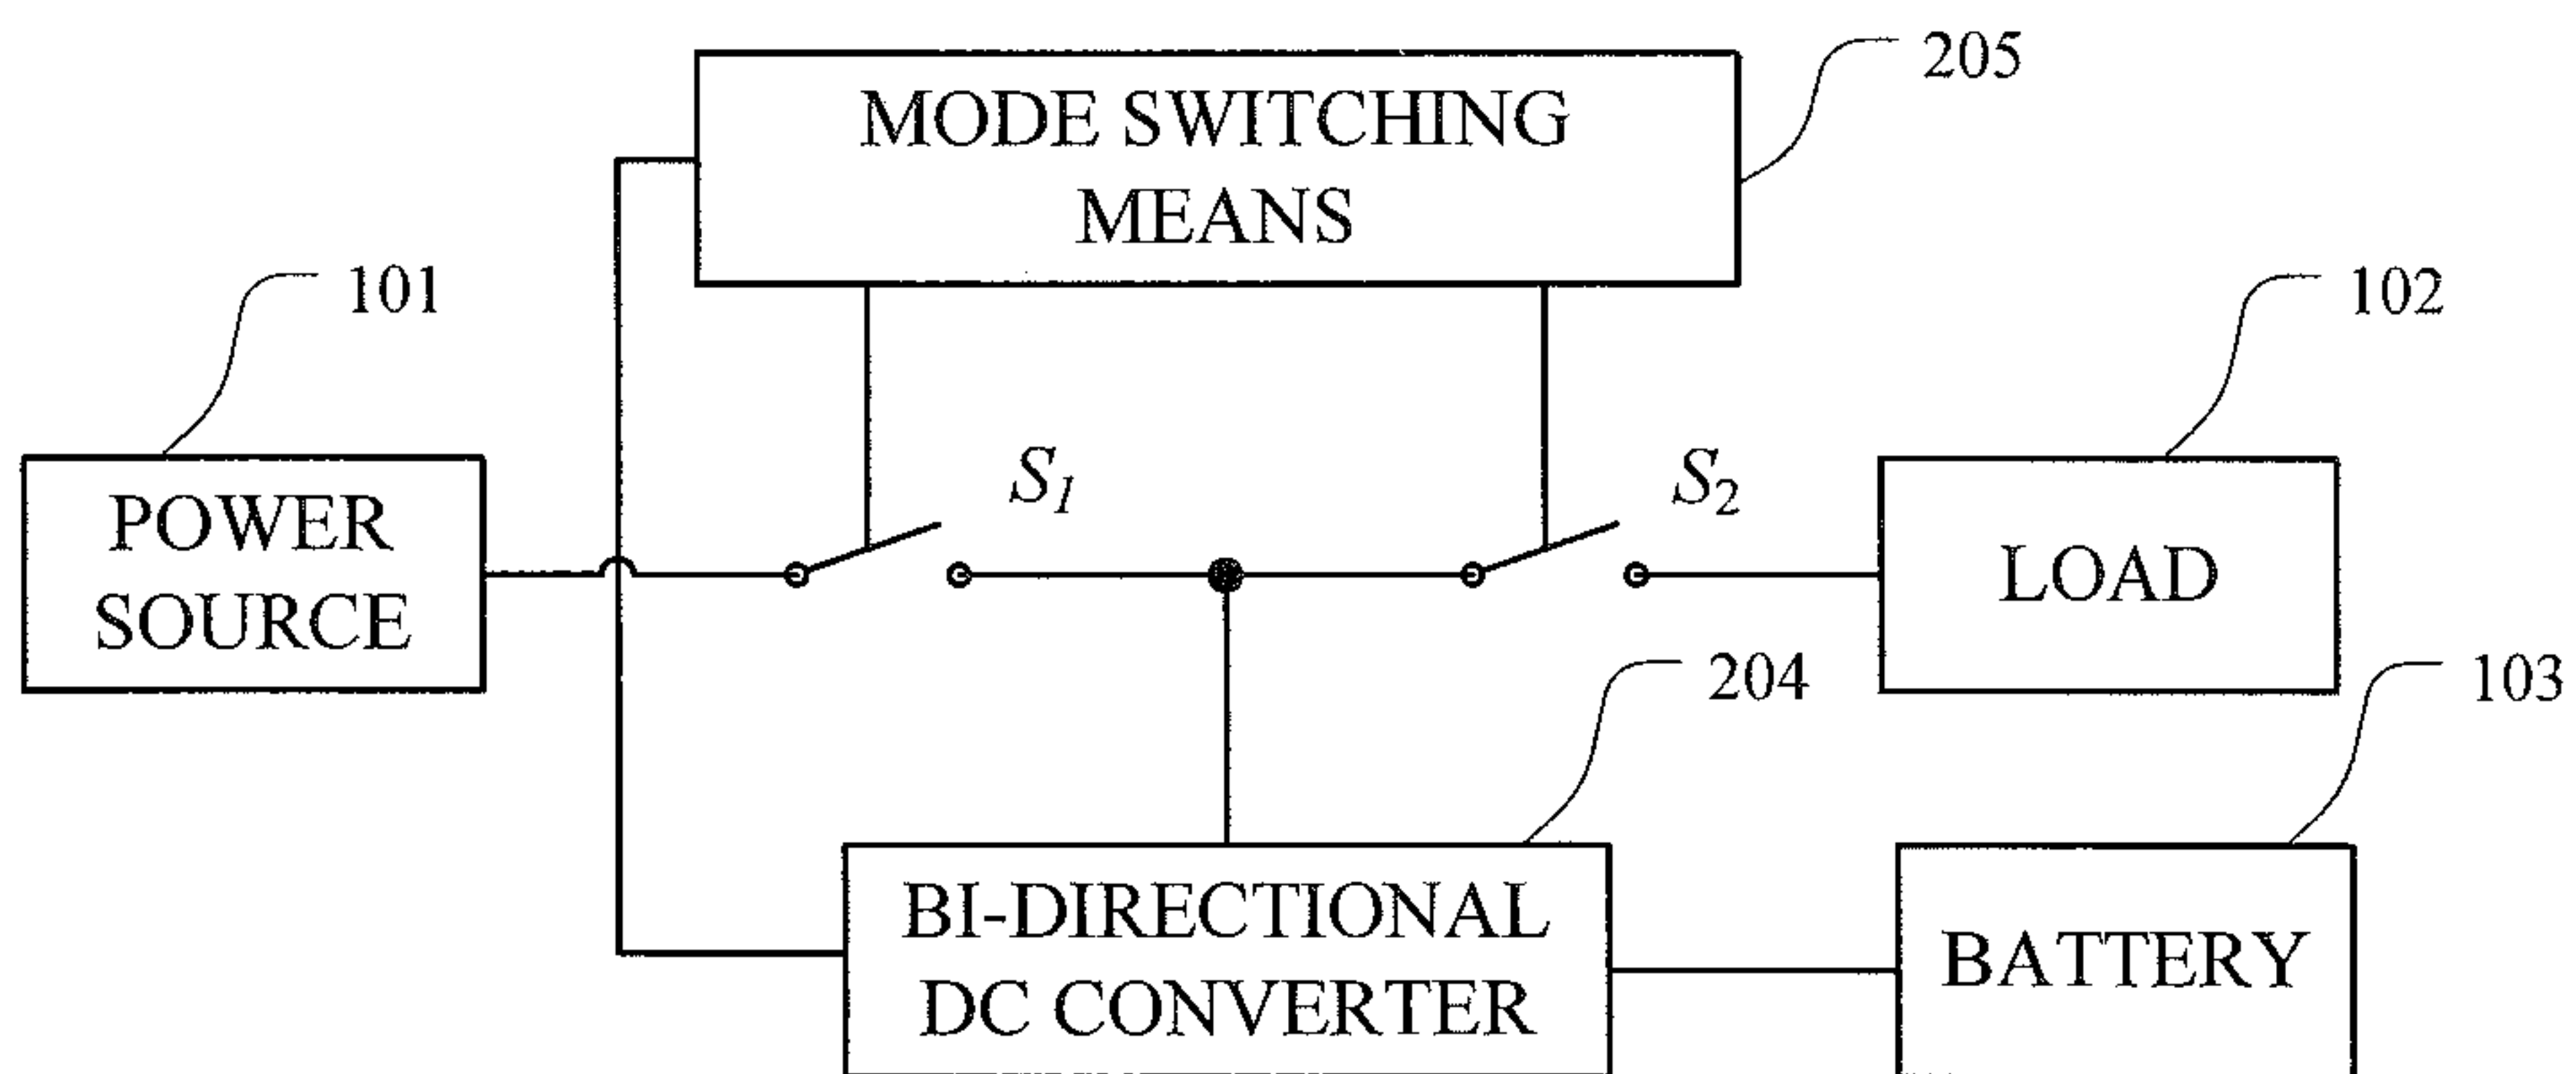 MODE SWITCHING
MEANS
205
101
102
POWER
SOURCE
S1
S2
LOAD
204
103
BI-DIRECTIONAL
DC CONVERTER
BATTERY